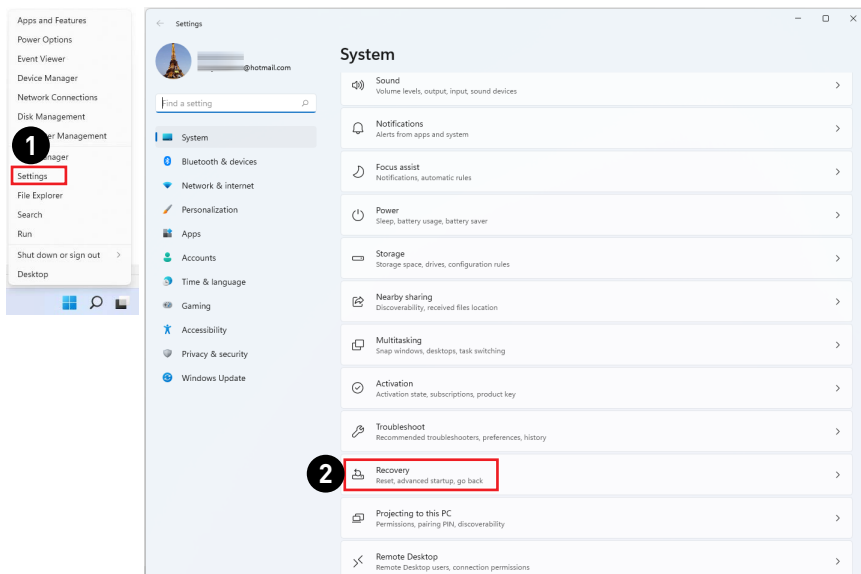 Apps and Features
Power Options
Event Viewer
Device Manager
Network Connections
Disk Management
er Management
1
anager
Settings
File Explorer
Search
Run
Shut down or sign out
Desktop
Settings
@hotmail.com
Find a setting
System
Bluetooth & devices
Network & internet
Personalization
Apps
Accounts
Time & language
Gaming
Accessibility
Privacy & security
Windows Update
System
Sound
Volume levels, output, input, sound devices
Notifications
Alerts from apps and system
Focus assist
Notifications, automatic rules
Power
Sleep, battery usage, battery saver
Storage
Storage space, drives, configuration rules
Nearby sharing
Discoverability, received files location
Multitasking
Snap windows, desktops, task switching
Activation
Activation state, subscriptions, product key
Troubleshoot
Recommended troubleshooters, preferences, history
2
Recovery
Reset, advanced startup, go back
Projecting to this PC
Permissions, pairing PIN, discoverability
Remote Desktop
Remote Desktop users, connection permissions